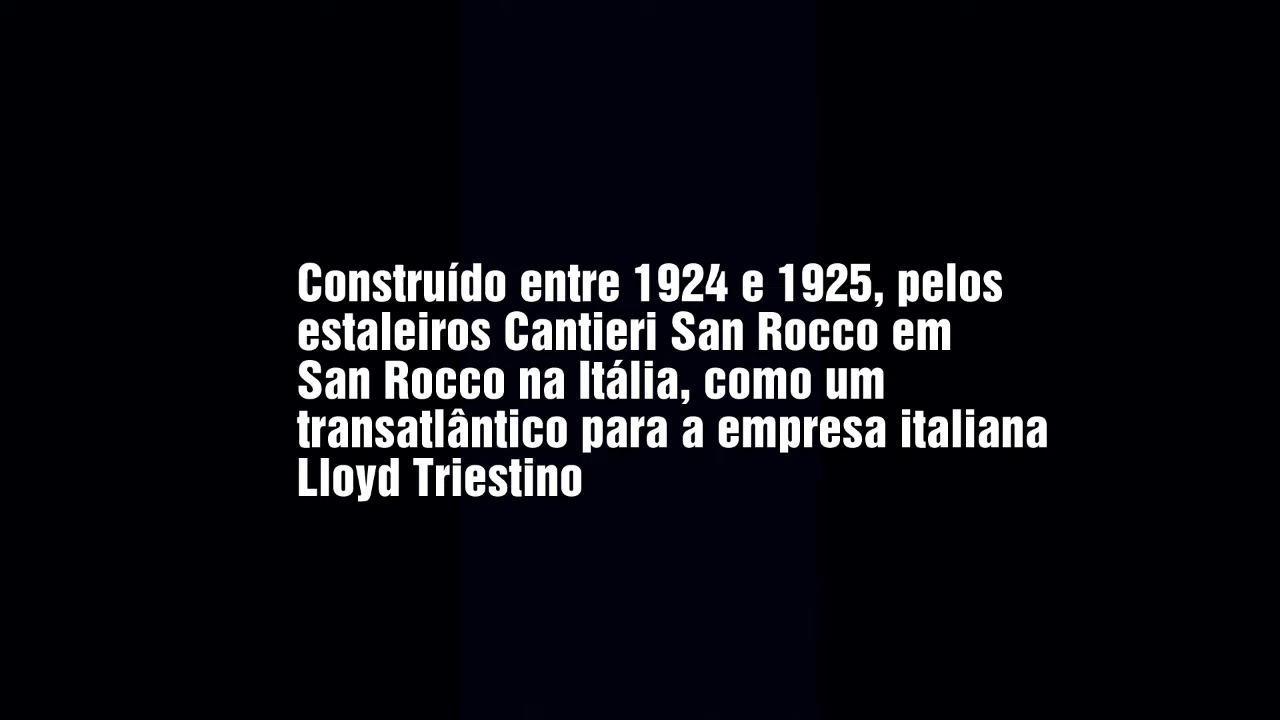 Construído entre 1924 e 1925, pelos
estaleiros Cantieri San Rocco em
San Rocco na Itália, como um
transatlântico para a empresa italiana
Lloyd Triestino